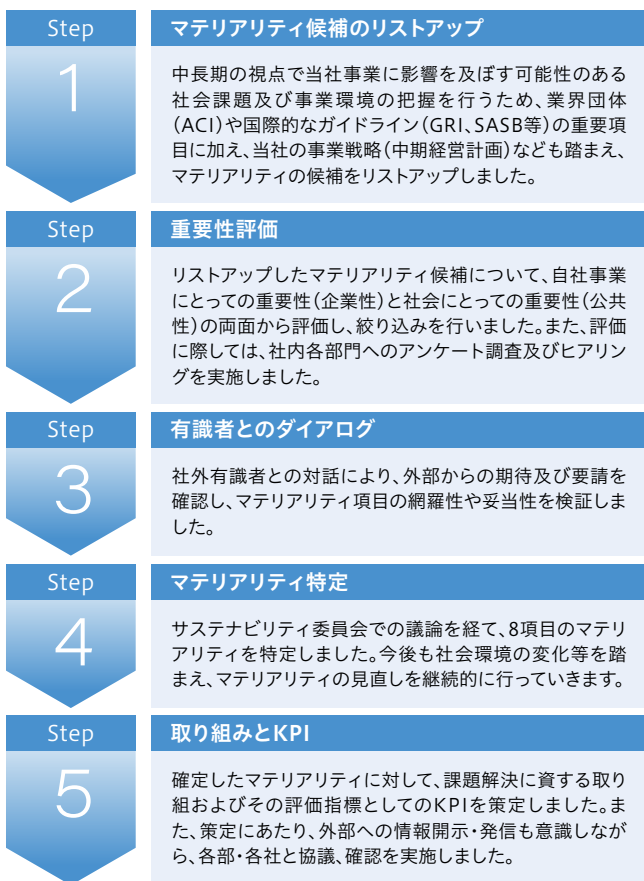 Step
1
マテリアリティ候補のリストアップ
中長期の視点で当社事業に影響を及ぼす可能性のある
社会課題及び事業環境の把握を行うため、業界団体
（ACI）や国際的なガイドライン（GRI、SASB等）の重要項
目に加え、当社の事業戦略（中期経営計画）なども踏まえ、
マテリアリティの候補をリストアップしました。
Step
2
重要性評価
リストアップしたマテリアリティ候補について、自社事業
にとっての重要性（企業性）と社会にとっての重要性（公共
性）の両面から評価し、絞り込みを行いました。また、評価
に際しては、社内各部門へのアンケート調査及びヒアリン
グを実施しました。
Step
3
有識者とのダイアログ
社外有識者との対話により、外部からの期待及び要請を
確認し、マテリアリティ項目の網羅性や妥当性を検証しま
した。
Step
4
マテリアリティ特定
サステナビリティ委員会での議論を経て、8項目のマテリ
アリティを特定しました。今後も社会環境の変化等を踏
まえ、マテリアリティの見直しを継続的に行っていきます。
Step
5
取り組みとKPI
確定したマテリアリティに対して、課題解決に資する取り
組およびその評価指標としてのKPIを策定しました。ま
た、策定にあたり、外部への情報開示・発信も意識しなが
ら、各部・各社と協議、確認を実施しました。